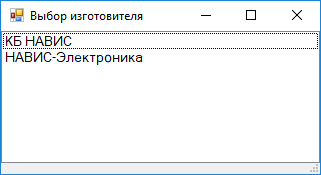 Выбор изготовителя
КБ НАВИС
НАВИС-Электроника